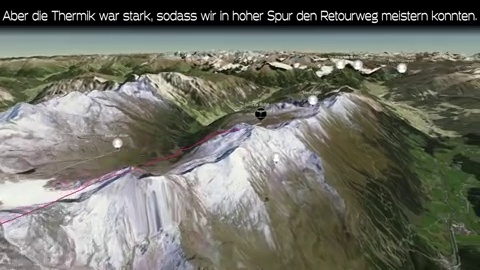 Aber die Thermik war stark, sodass wir in hoher Spur den Retourweg meistern konnten.